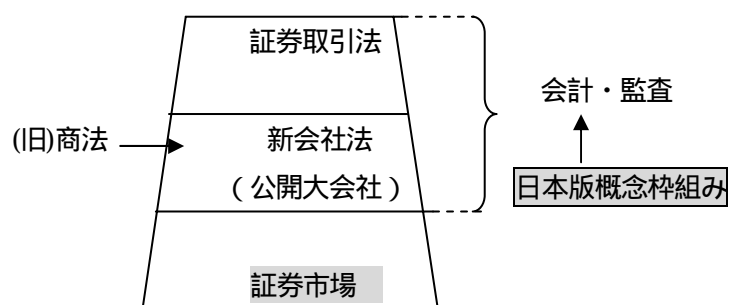 証券取引法
会計・監査
(旧)商法
新会社法
(公開大会社)
日本版概念枠組み
証券市場